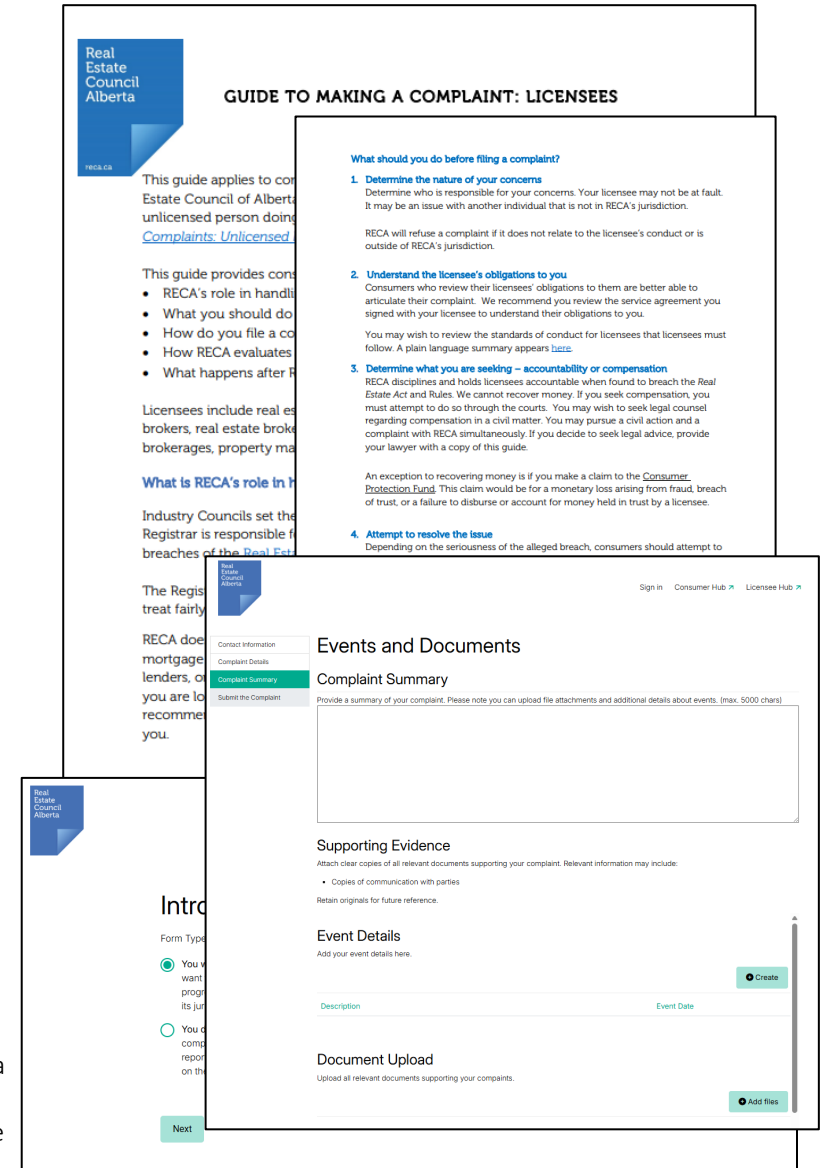 Real
Estate
Council
Alberta
reca.ca
GUIDE TO MAKING A COMPLAINT: LICENSEES
This guide applies to
Estate Council of
unlicensed person doing
Complaints: Unlicensed
This guide provides
• RECA's role in
• What you should do
• How do you file a
• How RECA evaluates
• What happens after
Licensees include real
brokers, real estate
brokerages, property
What is RECA's role in
Industry Councils set the
Registrar is responsible
breaches of the Real
The
treat fairly
RECA
mortgage
lenders,
you are
you.
What should you do before filing a complaint?
1. Determine the nature of your concerns
Determine who is responsible for your concerns. Your licensee may not be at fault.
It may be an issue with another individual that is not in RECA's jurisdiction.
RECA will refuse a complaint if it does not relate to the licensee's conduct or is
outside of RECA's jurisdiction.
2. Understand the licensee's obligations to you
Consumers who review their licensees' obligations to them are better able to
articulate their complaint. We recommend you review the service agreement you
signed with your licensee to understand their obligations to you.
You may wish to review the standards of conduct for licensees that licensees must
follow. A plain language summary appears here.
3. Determine what you are seeking – accountability or compensation
RECA disciplines and holds licensees accountable when found to breach the Real
Estate Act and Rules. We cannot recover money. If you seek compensation, you
must attempt to do so through the courts. You may wish to seek legal counsel
regarding compensation in a civil matter. You may pursue a civil action and a
complaint with RECA simultaneously. If you decide to seek legal advice, provide
your lawyer with a copy of this guide.
An exception to recovering money is if you make a claim to the Consumer
Protection Fund. This claim would be for a monetary loss arising from fraud, breach
of trust, or a failure to disburse or account for money held in trust by a licensee.
4. Attempt to resolve the issue
Depending on the seriousness of the alleged breach, consumers should attempt to
Real
Estate
Council
Alberta
Sign in Consumer Hub Licensee Hub
Contact Information
Complaint Details
Complaint Summary
Submit the Complaint
Events and Documents
Complaint Summary
Provide a summary of your complaint. Please note you can upload file attachments and additional details about events. (max. 5000 chars)
Supporting Evidence
Attach clear copies of all relevant documents supporting your complaint. Relevant information may include:
• Copies of communication with parties
Retain originals for future reference.
Event Details
Add your event details here.
Create
Description Event Date
Document Upload
Upload all relevant documents supporting your compaints.
Add files
Real
Estate
Council
Alberta
Form Type
You
want
its
You
on
Next